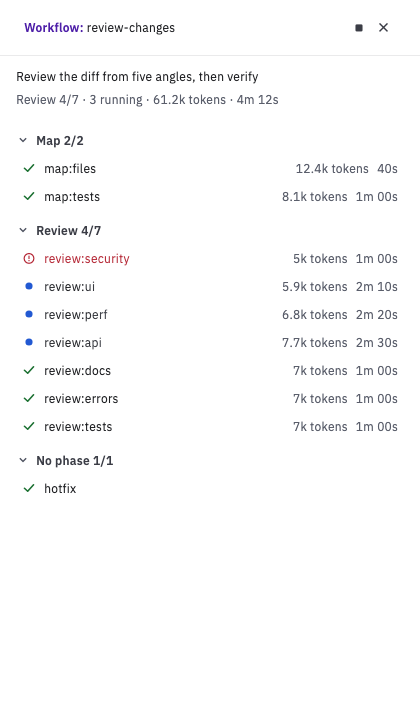 Workflow: review-changes
Review the diff from five angles, then verify
Review 4/7 · 3 running · 61.2k tokens · 4m 12s
Map 2/2
map:files 12.4k tokens 40s
map:tests 8.1k tokens 1m 00s
Review 4/7
review:security 5k tokens 1m 00s
review:ui 5.9k tokens 2m 10s
review:perf 6.8k tokens 2m 20s
review:api 7.7k tokens 2m 30s
review:docs 7k tokens 1m 00s
review:errors 7k tokens 1m 00s
review:tests 7k tokens 1m 00s
No phase 1/1
hotfix